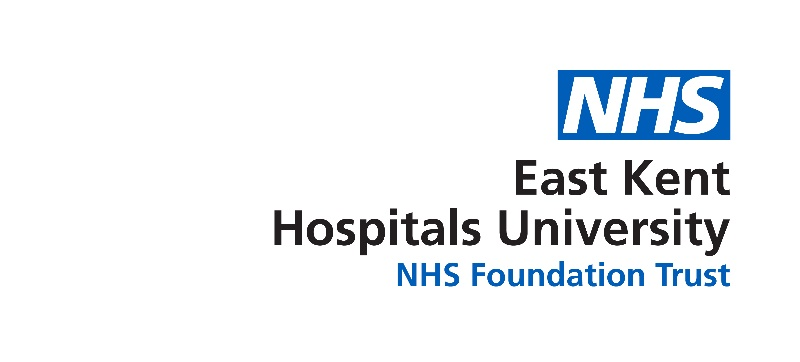 NHS
East Kent
Hospitals University
NHS Foundation Trust